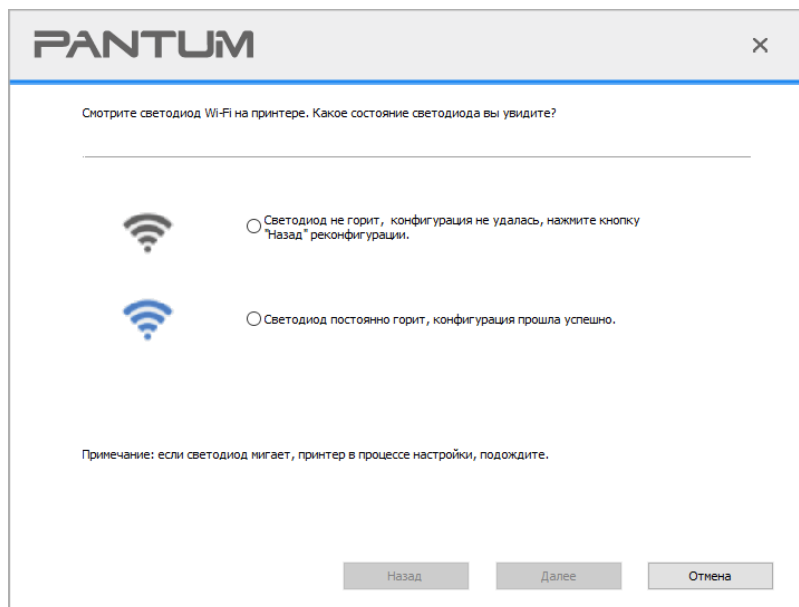 PANTUM
Смотрите светодиод Wi-Fi на принтере. Какое состояние светодиода вы увидите?
Светодиод не горит, конфигурация не удалась, нажмите кнопку
"Назад" реконфигурации.
Светодиод постоянно горит, конфигурация прошла успешно.
Примечание: если светодиод мигает, принтер в процессе настройки, подождите.
Назад
Далее
Отмена